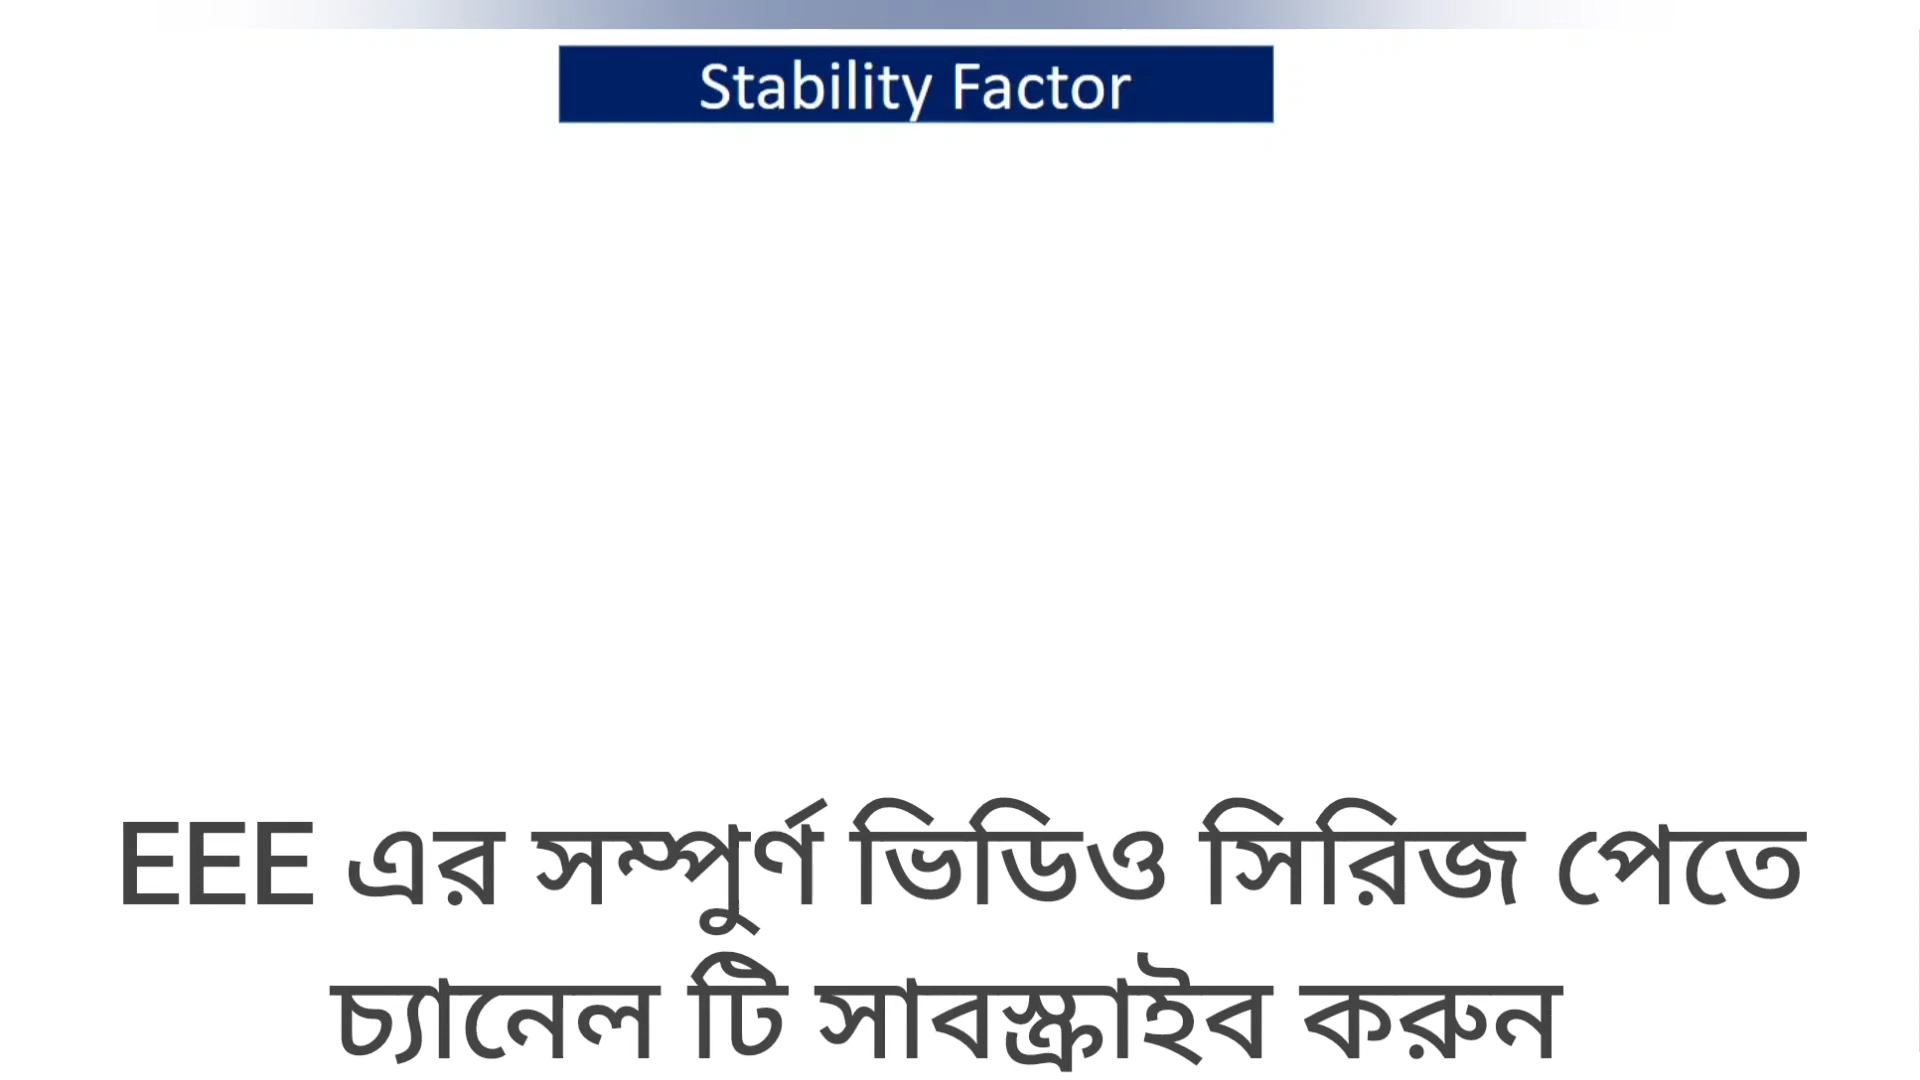 Stability Factor
EEE এর সম্পুর্ণ ভিডিও সিরিজ পেতে
চ্যানেল টি সাবস্ক্রাইব করুন